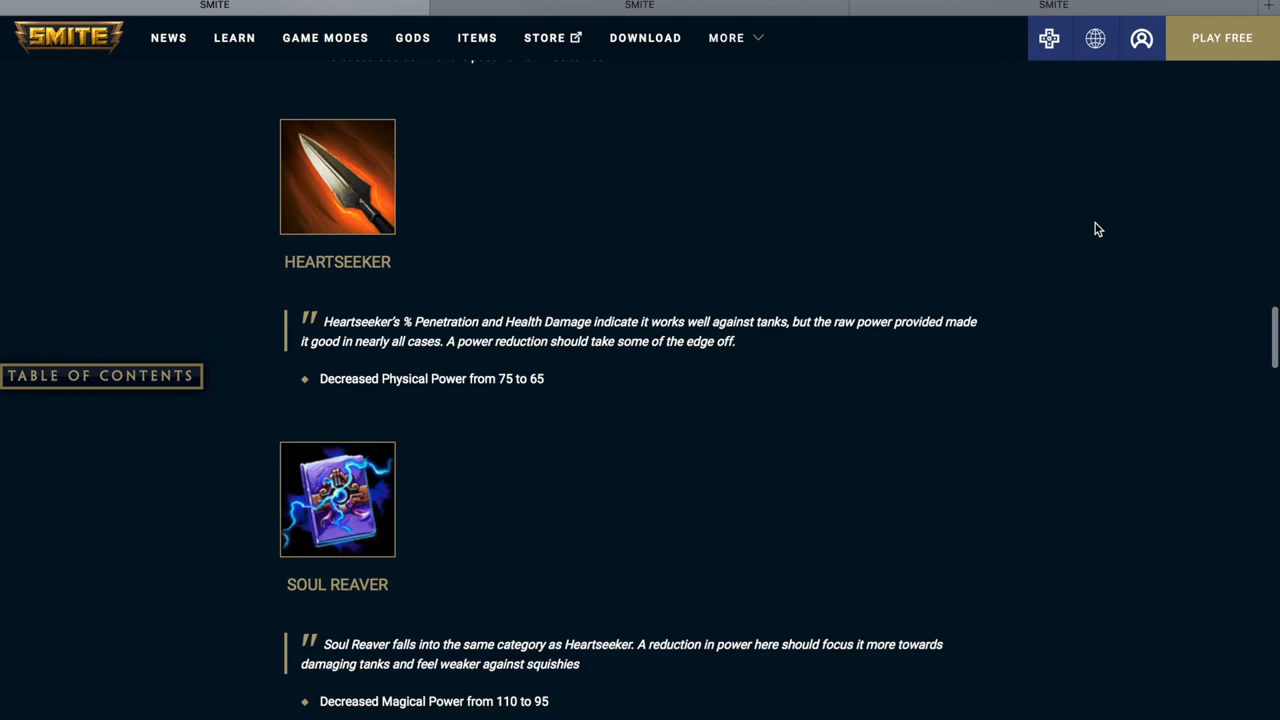 SMITE
SMITE
SMITE
SMITE
NEWS
LEARN
GAME MODES
GODS
ITEMS
STORE
DOWNLOAD
MORE
PLAY FREE
HEARTSEEKER
" Heartseeker's % Penetration and Health Damage indicate it works well against tanks, but the raw power provided made
it good in nearly all cases. A power reduction should take some of the edge off.
TABLE OF CONTENTS
Decreased Physical Power from 75 to 65
SOUL REAVER
" Soul Reaver falls into the same category as Heartseeker. A reduction in power here should focus it more towards
damaging tanks and feel weaker against squishies
Decreased Magical Power from 110 to 95